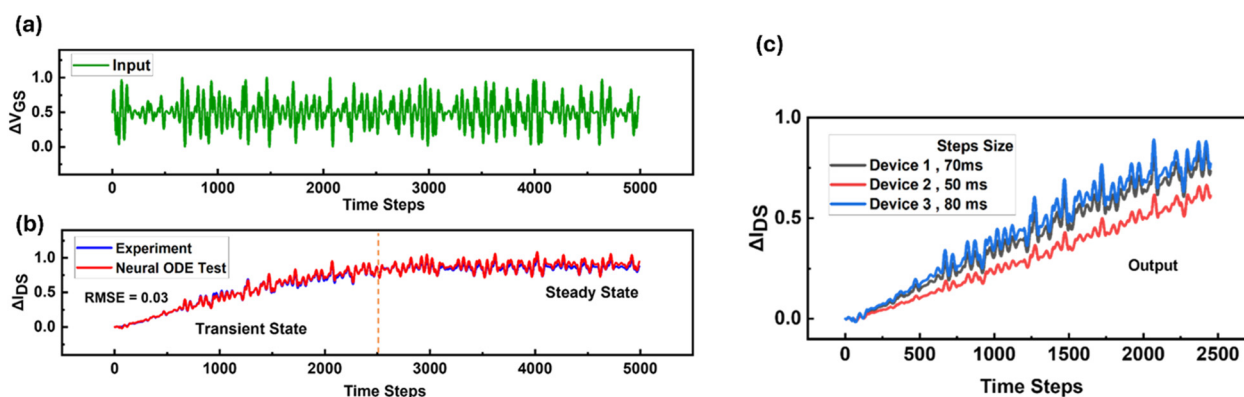 (a)
Input
ΔVGS
1.0
0.5
0.0
0 1000 2000 3000 4000 5000
Time Steps
(b)
Experiment
Neural ODE Test
RMSE = 0.03
Transient State
Steady State
ΔIDS
1.0
0.5
0.0
0 1000 2000 3000 4000 5000
Time Steps
(c)
Steps Size
Device 1 , 70ms
Device 2 , 50 ms
Device 3 , 80 ms
Output
ΔIDS
1.0
0.5
0.0
0 500 1000 1500 2000 2500
Time Steps